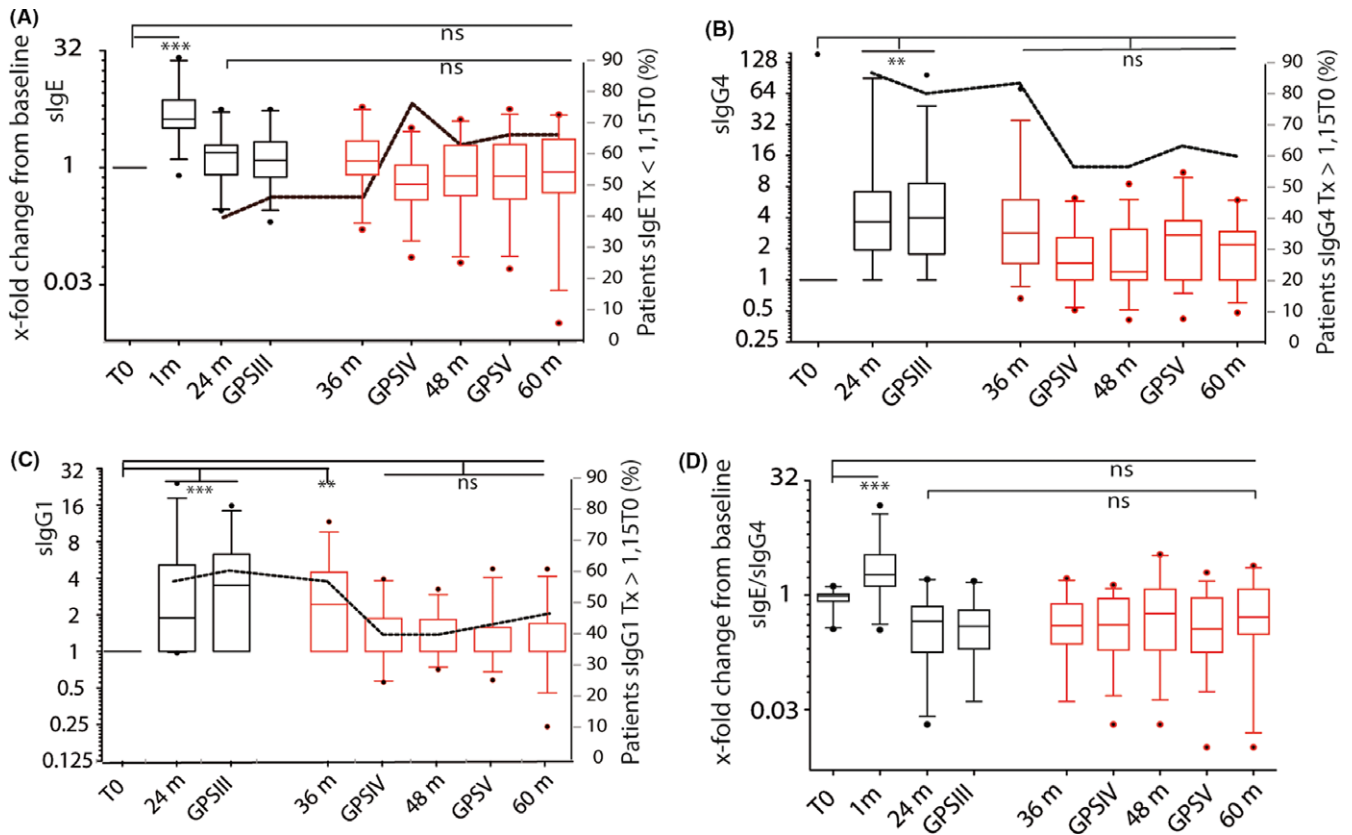 (A)
ns
***
ns
32
1
0.03
x-fold change from baseline
sIgE
90
80
70
60
50
40
30
20
10
0
Patients sIgE Tx < 1,15T0 (%)
T0
1m
24 m
GPSIII
36 m
GPSIV
48 m
GPSV
60 m
(B)
**
ns
128
64
32
16
8
4
2
1
0.5
0.25
sIgG4
90
80
70
60
50
40
30
20
10
0
Patients sIgG4 Tx > 1,15T0 (%)
T0
24 m
GPSIII
36 m
GPSIV
48 m
GPSV
60 m
(C)
***
**
ns
32
16
8
4
2
1
0.5
0.25
0.125
sIgG1
90
80
70
60
50
40
30
20
10
0
Patients sIgG1 Tx > 1,15T0 (%)
T0
24 m
GPSIII
36 m
GPSIV
48 m
GPSV
60 m
(D)
ns
***
ns
32
1
0.03
x-fold change from baseline
sIgE/sIgG4
T0
1m
24 m
GPSIII
36 m
GPSIV
48 m
GPSV
60 m